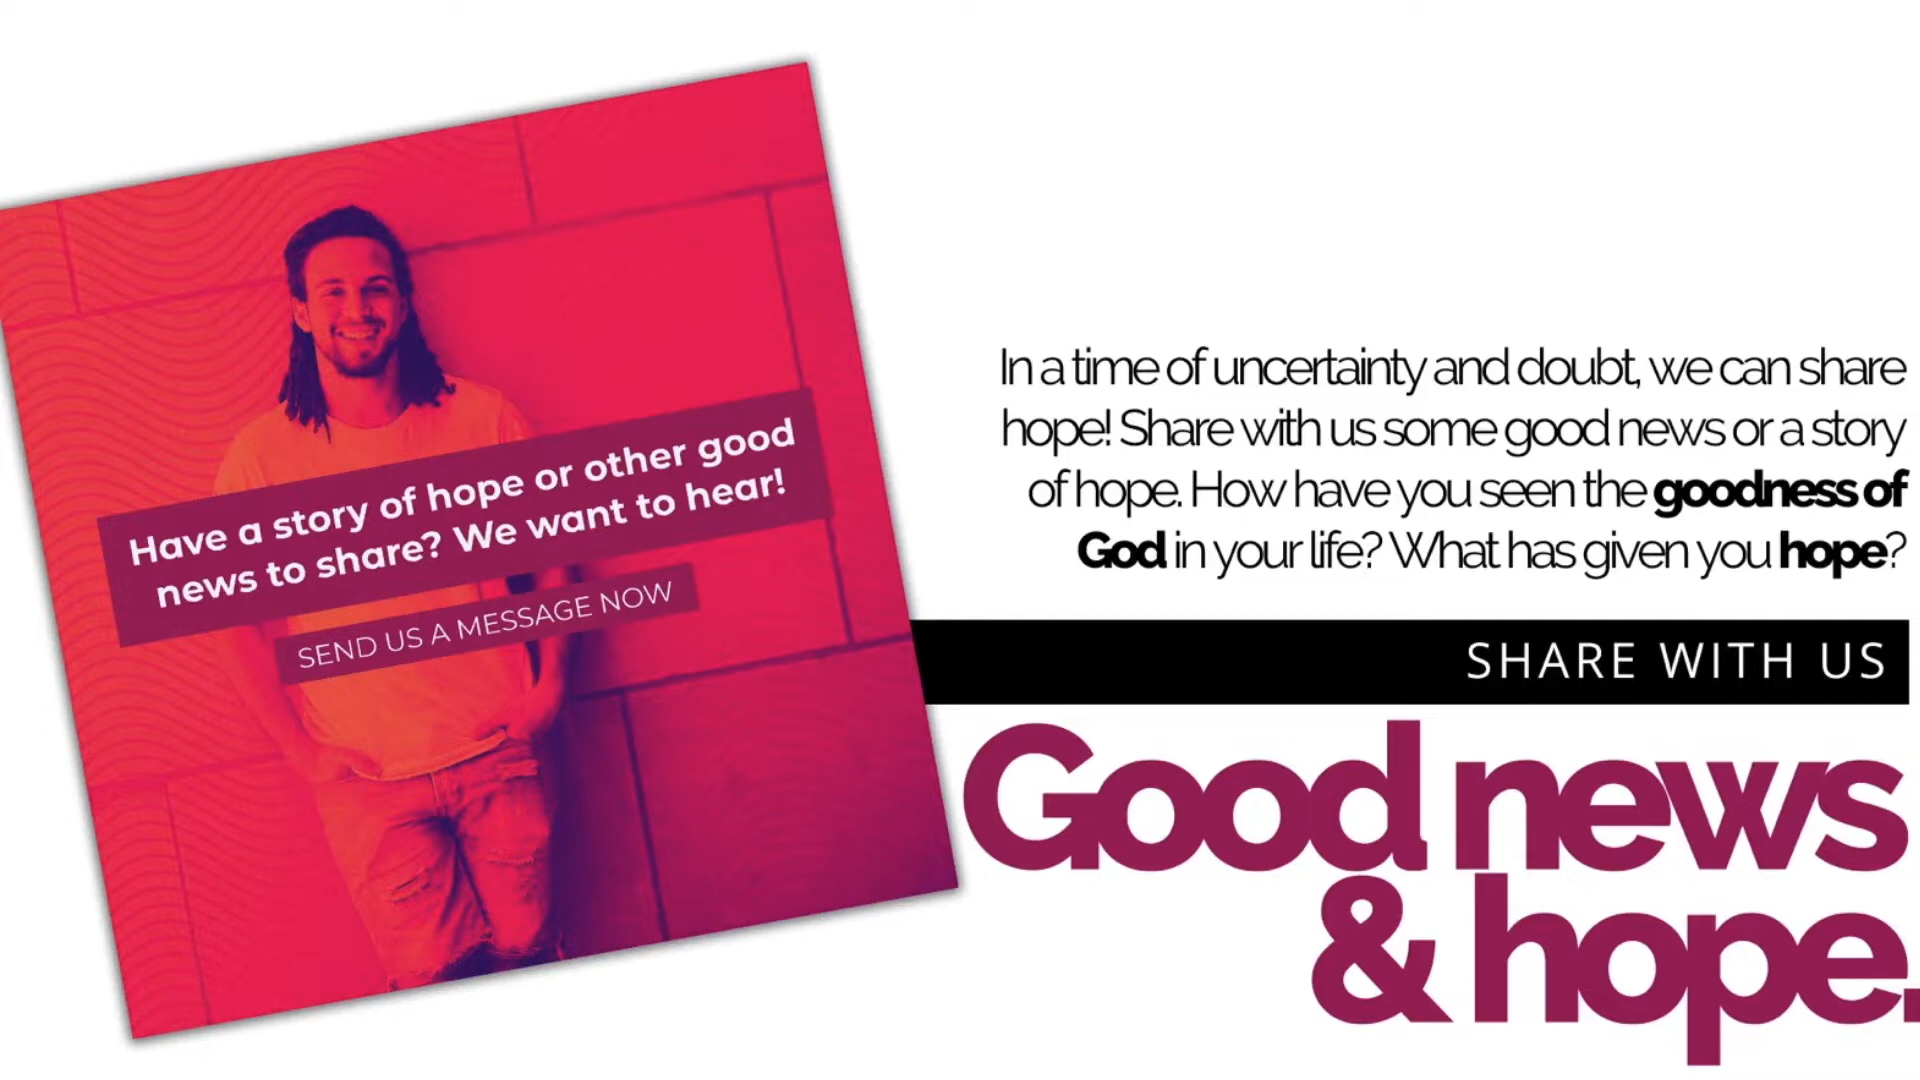 Have a story of hope or other good
news to share? We want to hear!
SEND US A MESSAGE NOW
In a time of uncertainty and doubt, we can share
hope! Share with us some good news or a story
of hope. How have you seen the goodness of
God in your life? What has given you hope?
SHARE WITH US
Good news
& hope.